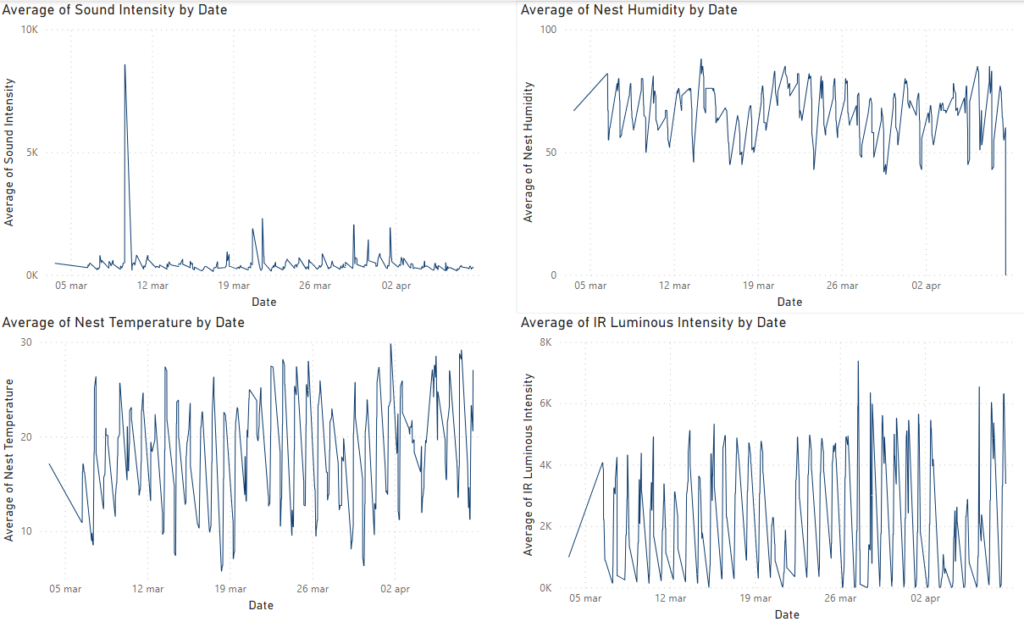 Average of Sound Intensity by Date
10K
5K
0K
Average of Sound Intensity
05 mar 12 mar 19 mar 26 mar 02 apr
Date
Average of Nest Humidity by Date
100
50
0
Average of Nest Humidity
05 mar 12 mar 19 mar 26 mar 02 apr
Date
Average of Nest Temperature by Date
30
20
10
Average of Nest Temperature
05 mar 12 mar 19 mar 26 mar 02 apr
Date
Average of IR Luminous Intensity by Date
8K
6K
4K
2K
0K
Average of IR Luminous Intensity
05 mar 12 mar 19 mar 26 mar 02 apr
Date